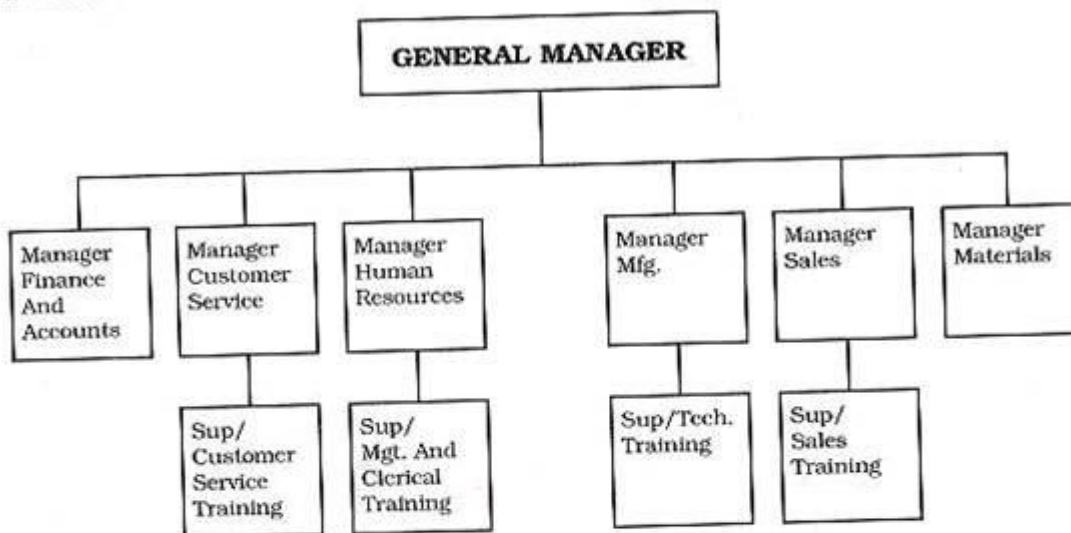 GENERAL MANAGER
Manager
Finance
And
Accounts
Manager
Customer
Service
Manager
Human
Resources
Manager
Mfg.
Manager
Sales
Manager
Materials
Sup/
Customer
Service
Training
Sup/
Mgt. And
Clerical
Training
Sup/Tech.
Training
Sup/
Sales
Training